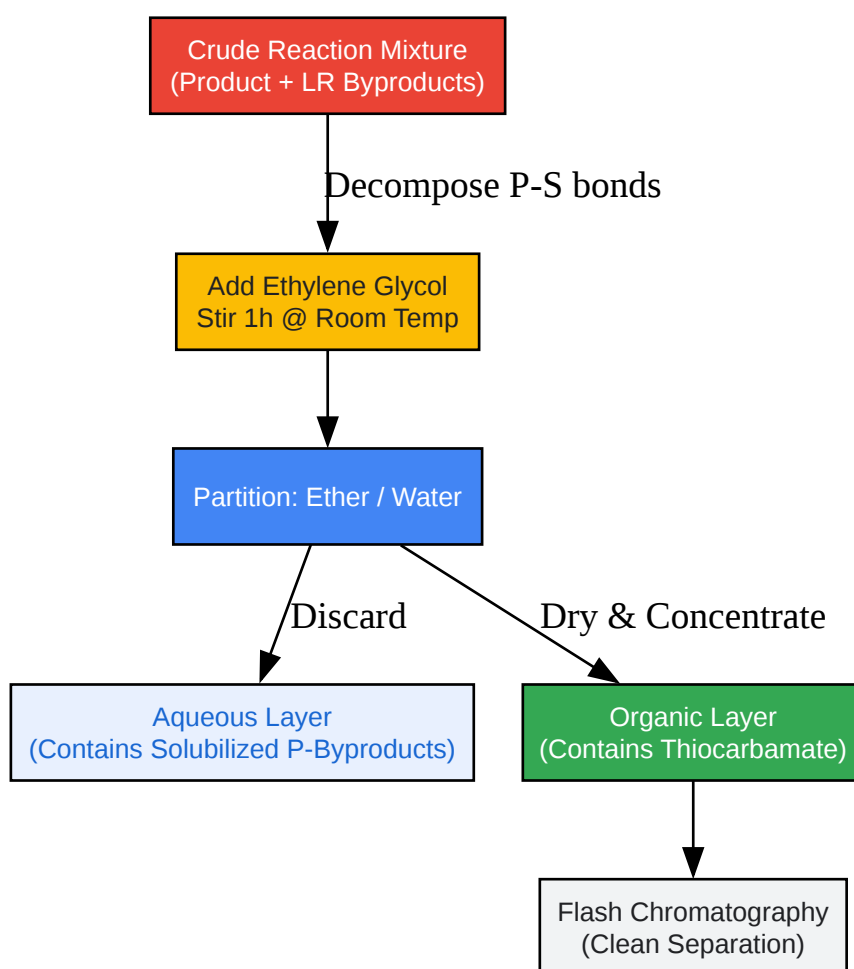 Crude Reaction Mixture
(Product + LR Byproducts)
Decompose P-S bonds
Add Ethylene Glycol
Stir 1h @ Room Temp
Partition: Ether / Water
Discard
Dry & Concentrate
Aqueous Layer
(Contains Solubilized P-Byproducts)
Organic Layer
(Contains Thiocarbamate)
Flash Chromatography
(Clean Separation)